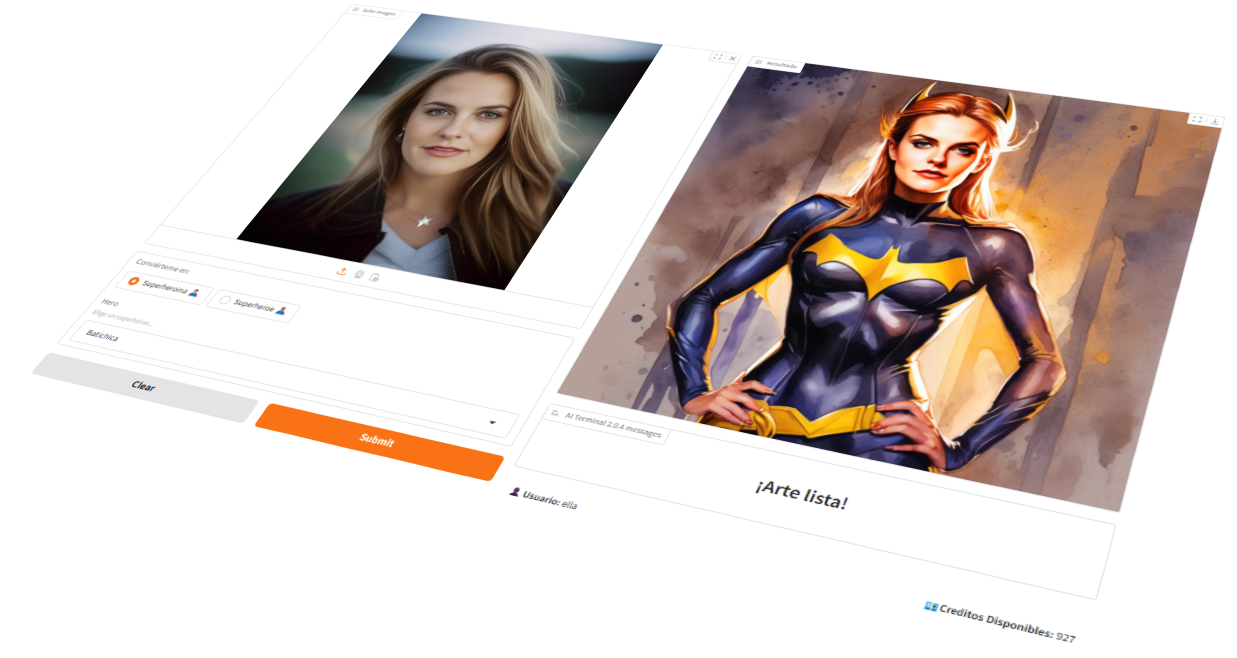 Subir imagen
Resultado
Conviérteme en:
Superheroína
Superheroe
Hero
Elige un superhéroe...
Batichica
Clear
Submit
AI Terminal 2.0.4 messages
¡Arte lista!
Usuario: ella
Creditos Disponibles: 927